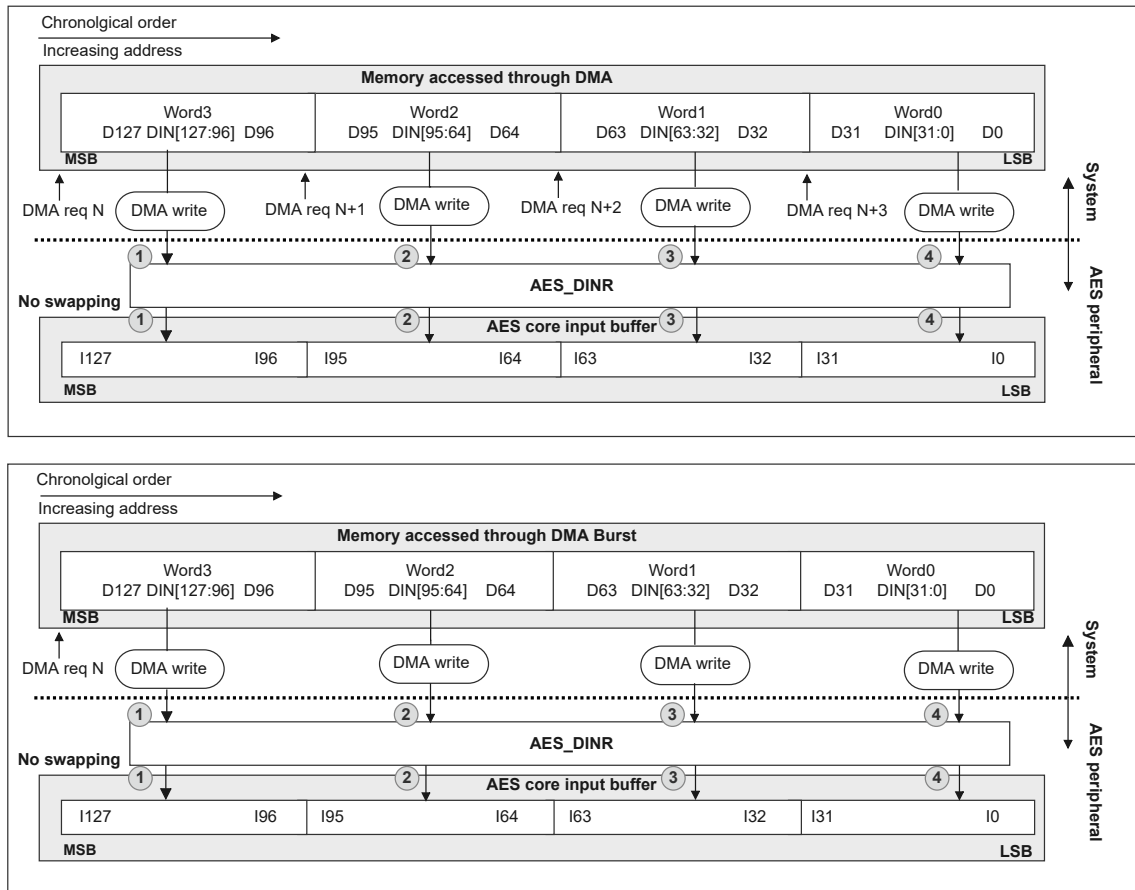 Chronolgical order
Increasing address
Memory accessed through DMA
Word3 Word2 Word1 Word0
D127 DIN[127:96] D96 D95 DIN[95:64] D64 D63 DIN[63:32] D32 D31 DIN[31:0] D0
MSB LSB
DMA req N DMA write DMA req N+1 DMA write DMA req N+2 DMA write DMA req N+3 DMA write
System
1 2 3 4
AES_DINR
AES peripheral
No swapping
1 2 3 4
AES core input buffer
I127 I96 I95 I64 I63 I32 I31 I0
MSB LSB
Chronolgical order
Increasing address
Memory accessed through DMA Burst
Word3 Word2 Word1 Word0
D127 DIN[127:96] D96 D95 DIN[95:64] D64 D63 DIN[63:32] D32 D31 DIN[31:0] D0
MSB LSB
DMA req N DMA write DMA write DMA write DMA write
System
1 2 3 4
AES_DINR
AES peripheral
No swapping
1 2 3 4
AES core input buffer
I127 I96 I95 I64 I63 I32 I31 I0
MSB LSB